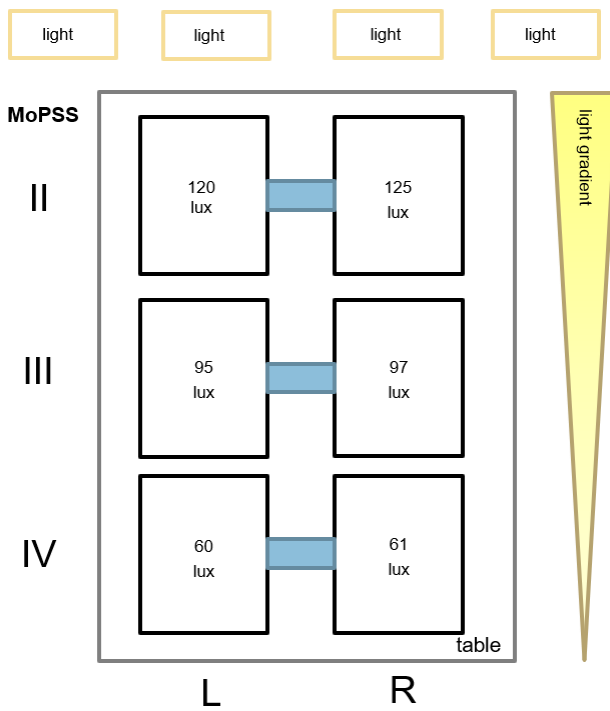 light
light
light
light
MoPSS
light gradient
II
120
lux
125
lux
III
95
lux
97
lux
IV
60
lux
61
lux
table
L
R